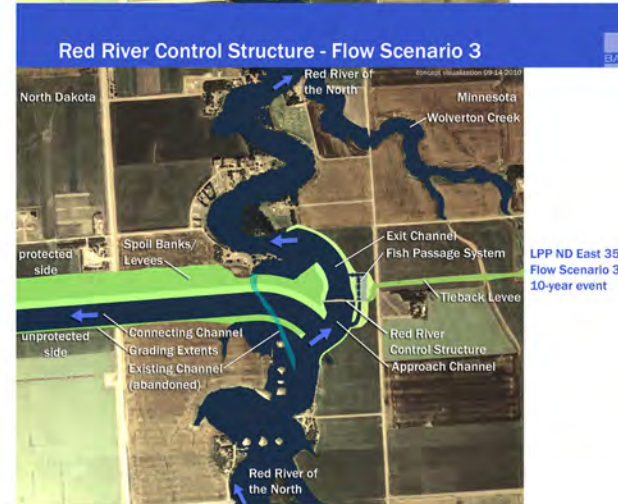 Red River Control Structure - Flow Scenario 3
BA
concept visualization 09-14-2010
Red River of
the North
North Dakota
Minnesota
Wolverton Creek
protected
side
Spoil Banks/
Levees
Exit Channel
Fish Passage System
LPP ND East 35
Flow Scenario 3
10-year event
Tieback Levee
unprotected
side
Connecting Channel
Grading Extents
Existing Channel
(abandoned)
Red River
Control Structure
Approach Channel
Red River of
the North